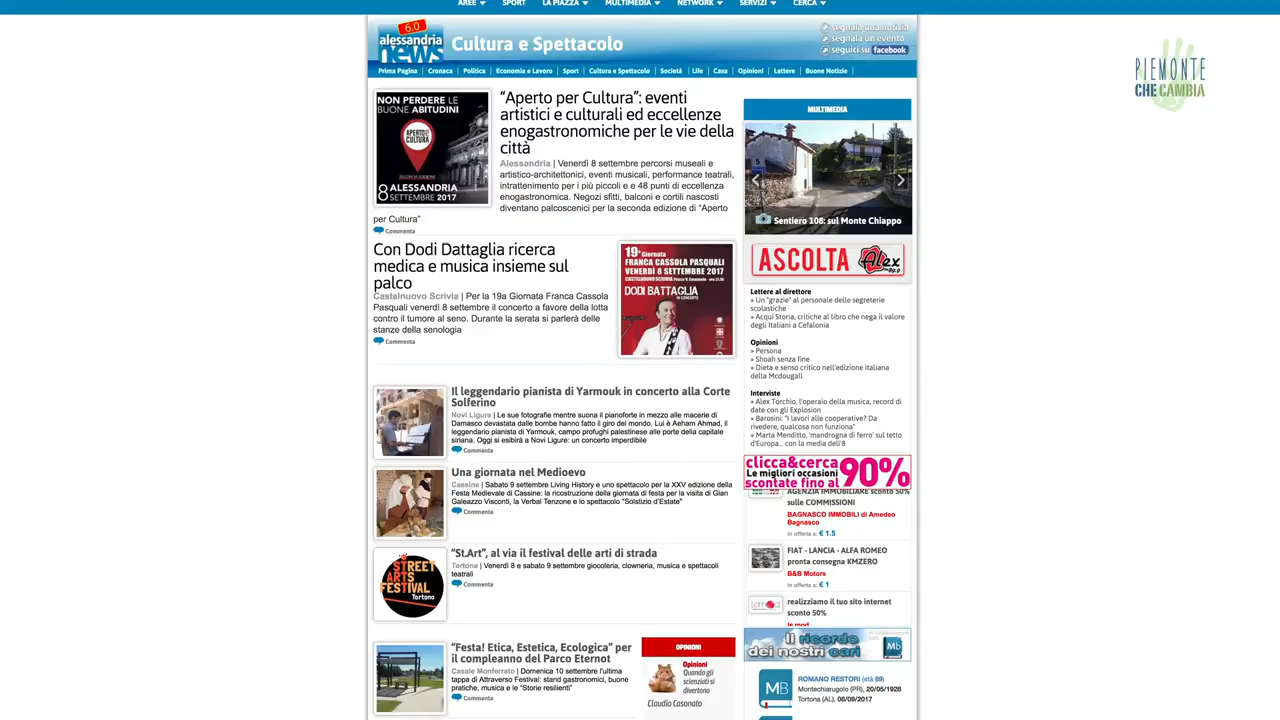 AREE SPORT LA PIAZZA MULTIMEDIA NETWORK SERVIZI CERCA
6.0
alessandria
news
Cultura e Spettacolo
segnala una notizia
segnala un evento
seguici su facebook
Prima Pagina | Cronaca | Politica | Economia e Lavoro | Sport | Cultura e Spettacolo | Società | Life | Casa | Opinioni | Lettere | Buone Notizie |
PIEMONTE
CHE CAMBIA
NON PERDERE LE
BUONE ABITUDINI
APERTO PER
CULTURA
SECONDA EDIZIONE
8 ALESSANDRIA
SETTEMBRE 2017
“Aperto per Cultura”: eventi
artistici e culturali ed eccellenze
enogastronomiche per le vie della
città
Alessandria | Venerdì 8 settembre percorsi museali e
artistico-architettonici, eventi musicali, performance teatrali,
intrattenimento per i più piccoli e e 48 punti di eccellenza
enogastronomica. Negozi sfitti, balconi e cortili nascosti
diventano palcoscenici per la seconda edizione di “Aperto
per Cultura”
Commenta
Con Dodi Dattaglia ricerca
medica e musica insieme sul
palco
Castelnuovo Scrivia | Per la 19a Giornata Franca Cassola
Pasquali venerdì 8 settembre il concerto a favore della lotta
contro il tumore al seno. Durante la serata si parlerà delle
stanze della senologia
Commenta
19ª Giornata
FRANCA CASSOLA PASQUALI
VENERDÌ 8 SETTEMBRE 2017
DODI BATTAGLIA
IN CONCERTO
Il leggendario pianista di Yarmouk in concerto alla Corte
Solferino
Novi Ligure | Le sue fotografie mentre suona il pianoforte in mezzo alle macerie di
Damasco devastata dalle bombe hanno fatto il giro del mondo. Lui è Aeham Ahmad, il
leggendario pianista di Yarmouk, campo profughi palestinese alle porte della capitale
siriana. Oggi si esibirà a Novi Ligure: un concerto imperdibile
Commenta
Una giornata nel Medioevo
Cassine | Sabato 9 settembre Living History e uno spettacolo per la XXV edizione della
Festa Medievale di Cassine: la ricostruzione della giornata di festa per la visita di Gian
Galeazzo Visconti, la Verbal Tenzone e lo spettacolo "Solstizio d’Estate"
Commenta
STREET
ARTS
FESTIVAL
Tortona
“St.Art”, al via il festival delle arti di strada
Tortona | Venerdì 8 e sabato 9 settembre giocoleria, clowneria, musica e spettacoli
teatrali
Commenta
“Festa! Etica, Estetica, Ecologica” per
il compleanno del Parco Eternot
Casale Monferrato | Domenica 10 settembre l'ultima
tappa di Attraverso Festival: stand gastronomici, buone
pratiche, musica e le “Storie resilienti”
Commenta
OPINIONI
Opinioni
Quando gli
scienziati si
divertono
Claudio Casonato
MULTIMEDIA
5
Sentiero 108: sul Monte Chiappo
ASCOLTA Alex
Lettere al direttore
» Un "grazie" al personale delle segreterie
scolastiche
» Acqui Storia, critiche al libro che nega il valore
degli Italiani a Cefalonia
Opinioni
» Persona
» Shoah senza fine
» Dieta e senso critico nell'edizione italiana
della Mcdougall
Interviste
» Alex Torchio, l'operaio della musica, record di
date con gli Explosion
» Barosini: "I lavori alle cooperative? Da
rivedere, qualcosa non funziona"
» Marta Menditto, 'mandrogna di ferro' sul tetto
d'Europa... con la media dell'8
clicca&cerca
Le migliori occasioni
scontate fino al 90%
AGENZIA IMMOBILIARE sconto 50%
sulle COMMISSIONI
BAGNASCO IMMOBILI di Amedeo
Bagnasco
In offerta a: € 1.5
FIAT - LANCIA - ALFA ROMEO
pronta consegna KMZERO
B&B Motors
In offerta a: € 1
Lemod
realizziamo il tuo sito internet
sconto 50%
le mod
Il ricordo
dei nostri cari
Mb
MB
ROMANO RESTORI (età 89)
Montechiarugolo (PR), 20/05/1928
Tortona (AL), 08/09/2017